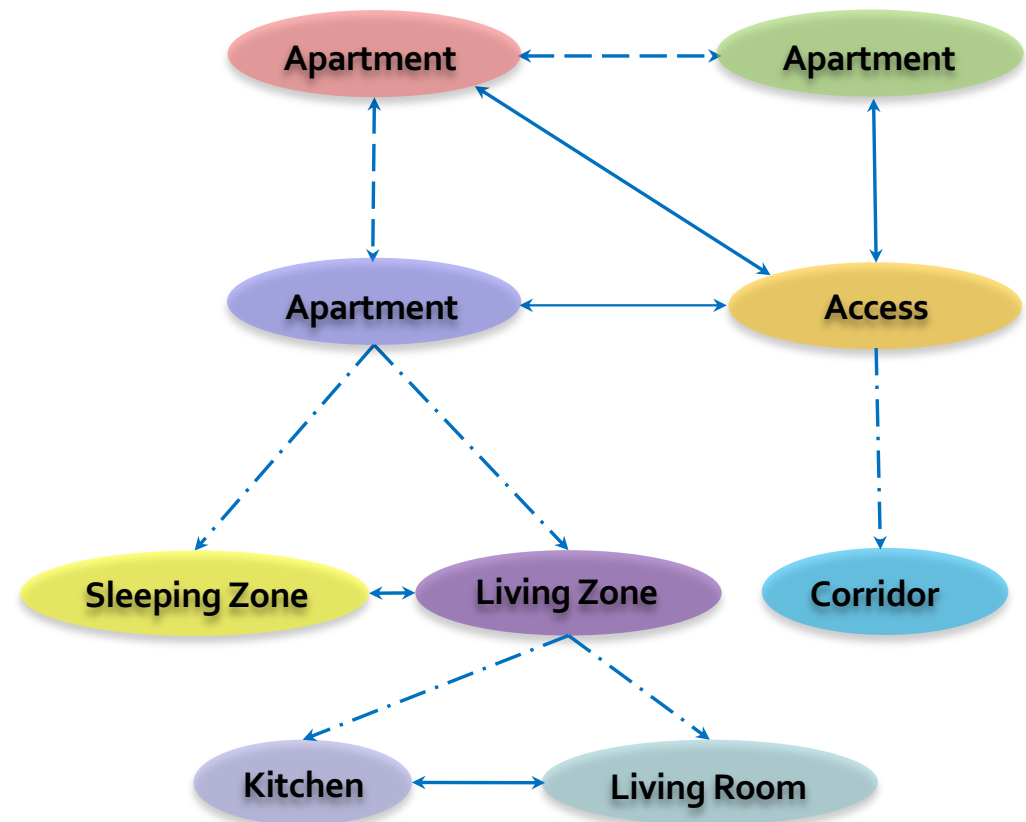 Apartment
Apartment
Apartment
Access
Sleeping Zone
Living Zone
Corridor
Kitchen
Living Room